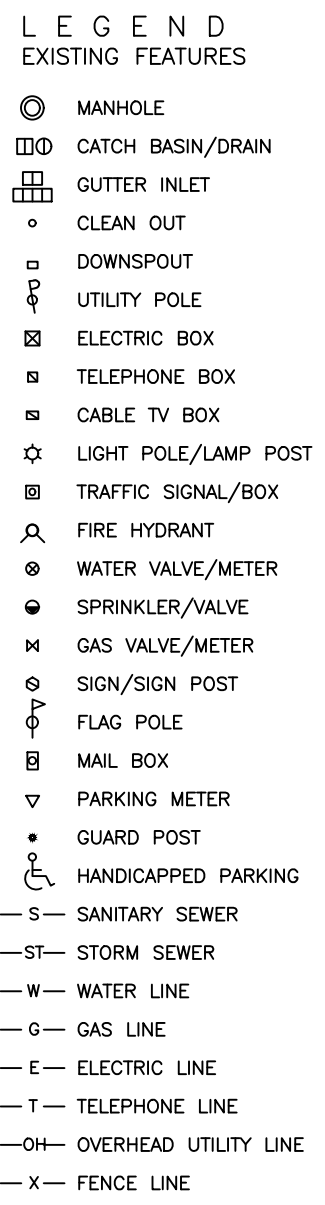 L E G E N D
EXISTING FEATURES
MANHOLE
CATCH BASIN/DRAIN
GUTTER INLET
CLEAN OUT
DOWNSPOUT
UTILITY POLE
ELECTRIC BOX
TELEPHONE BOX
CABLE TV BOX
LIGHT POLE/LAMP POST
TRAFFIC SIGNAL/BOX
FIRE HYDRANT
WATER VALVE/METER
SPRINKLER/VALVE
GAS VALVE/METER
SIGN/SIGN POST
FLAG POLE
MAIL BOX
PARKING METER
GUARD POST
HANDICAPPED PARKING
S SANITARY SEWER
ST STORM SEWER
W WATER LINE
G GAS LINE
E ELECTRIC LINE
T TELEPHONE LINE
OH OVERHEAD UTILITY LINE
X FENCE LINE